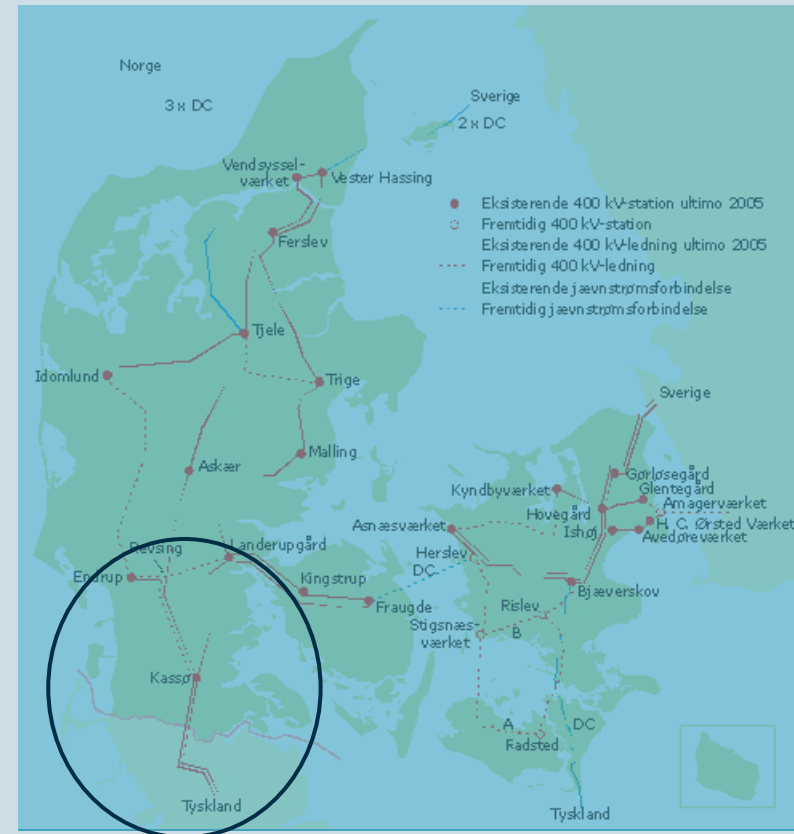 Norge
3 x DC
Sverige
2 x DC
Vendsyssel-
værket
Vester Hassing
Eksisterende 400 kV-station ultimo 2005
Fremtidig 400 kV-station
Eksisterende 400 kV-ledning ultimo 2005
Fremtidig 400 kV-ledning
Eksisterende jævnstrømsforbindelse
Fremtidig jævnstrømsforbindelse
Ferslev
Tjele
Idomlund
Trige
Sverige
Malling
Askær
Gørløsegård
Glentegård
Kyndbyværket
Amagerværket
Hovegård
H. C. Ørsted Værket
Asnæsværket
Ishøj
Avedøreværket
Revsing
Landerupgård
Herslev
DC
Endrup
Kingstrup
Bjæverskov
Fraugde
Rislev
Stigsnæs-
værket
B
Kassø
A
DC
Radsted
Tyskland
Tyskland